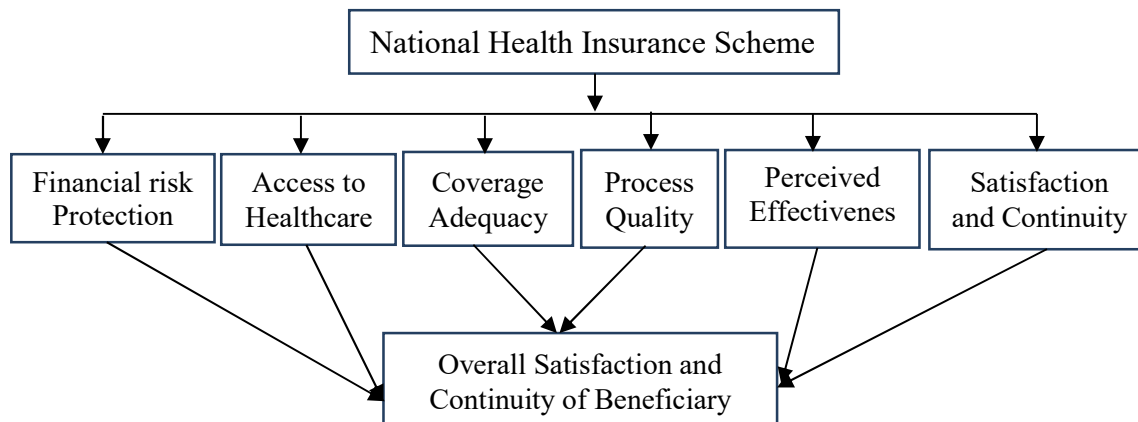 National Health Insurance Scheme
Financial risk
Protection
Access to
Healthcare
Coverage
Adequacy
Process
Quality
Perceived
Effectivenes
Satisfaction
and Continuity
Overall Satisfaction and
Continuity of Beneficiary